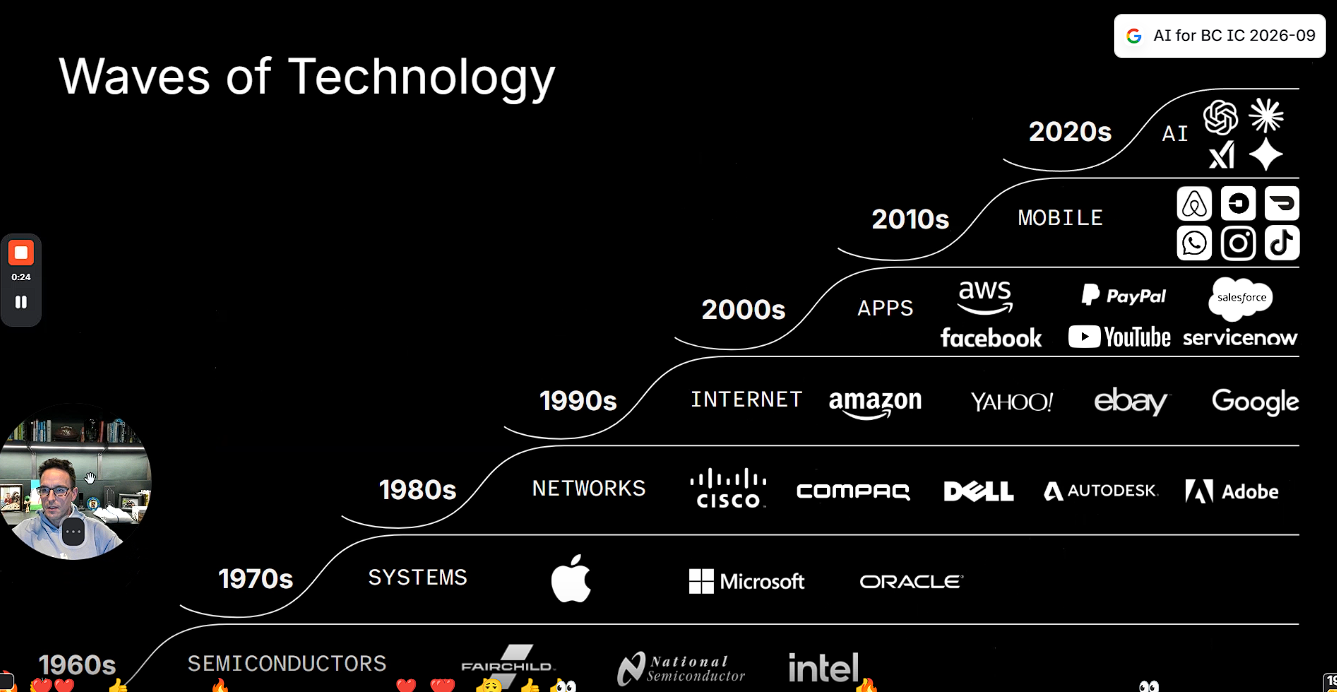 AI for BC IC 2026-09
Waves of Technology
2020s AI
2010s MOBILE
2000s APPS aws PayPal salesforce
facebook YouTube servicenow
1990s INTERNET amazon YAHOO! ebay Google
1980s NETWORKS CISCO COMPAQ DELL AUTODESK Adobe
1970s SYSTEMS Microsoft ORACLE
1960s SEMICONDUCTORS FAIRCHILD National Semiconductor intel
0:24